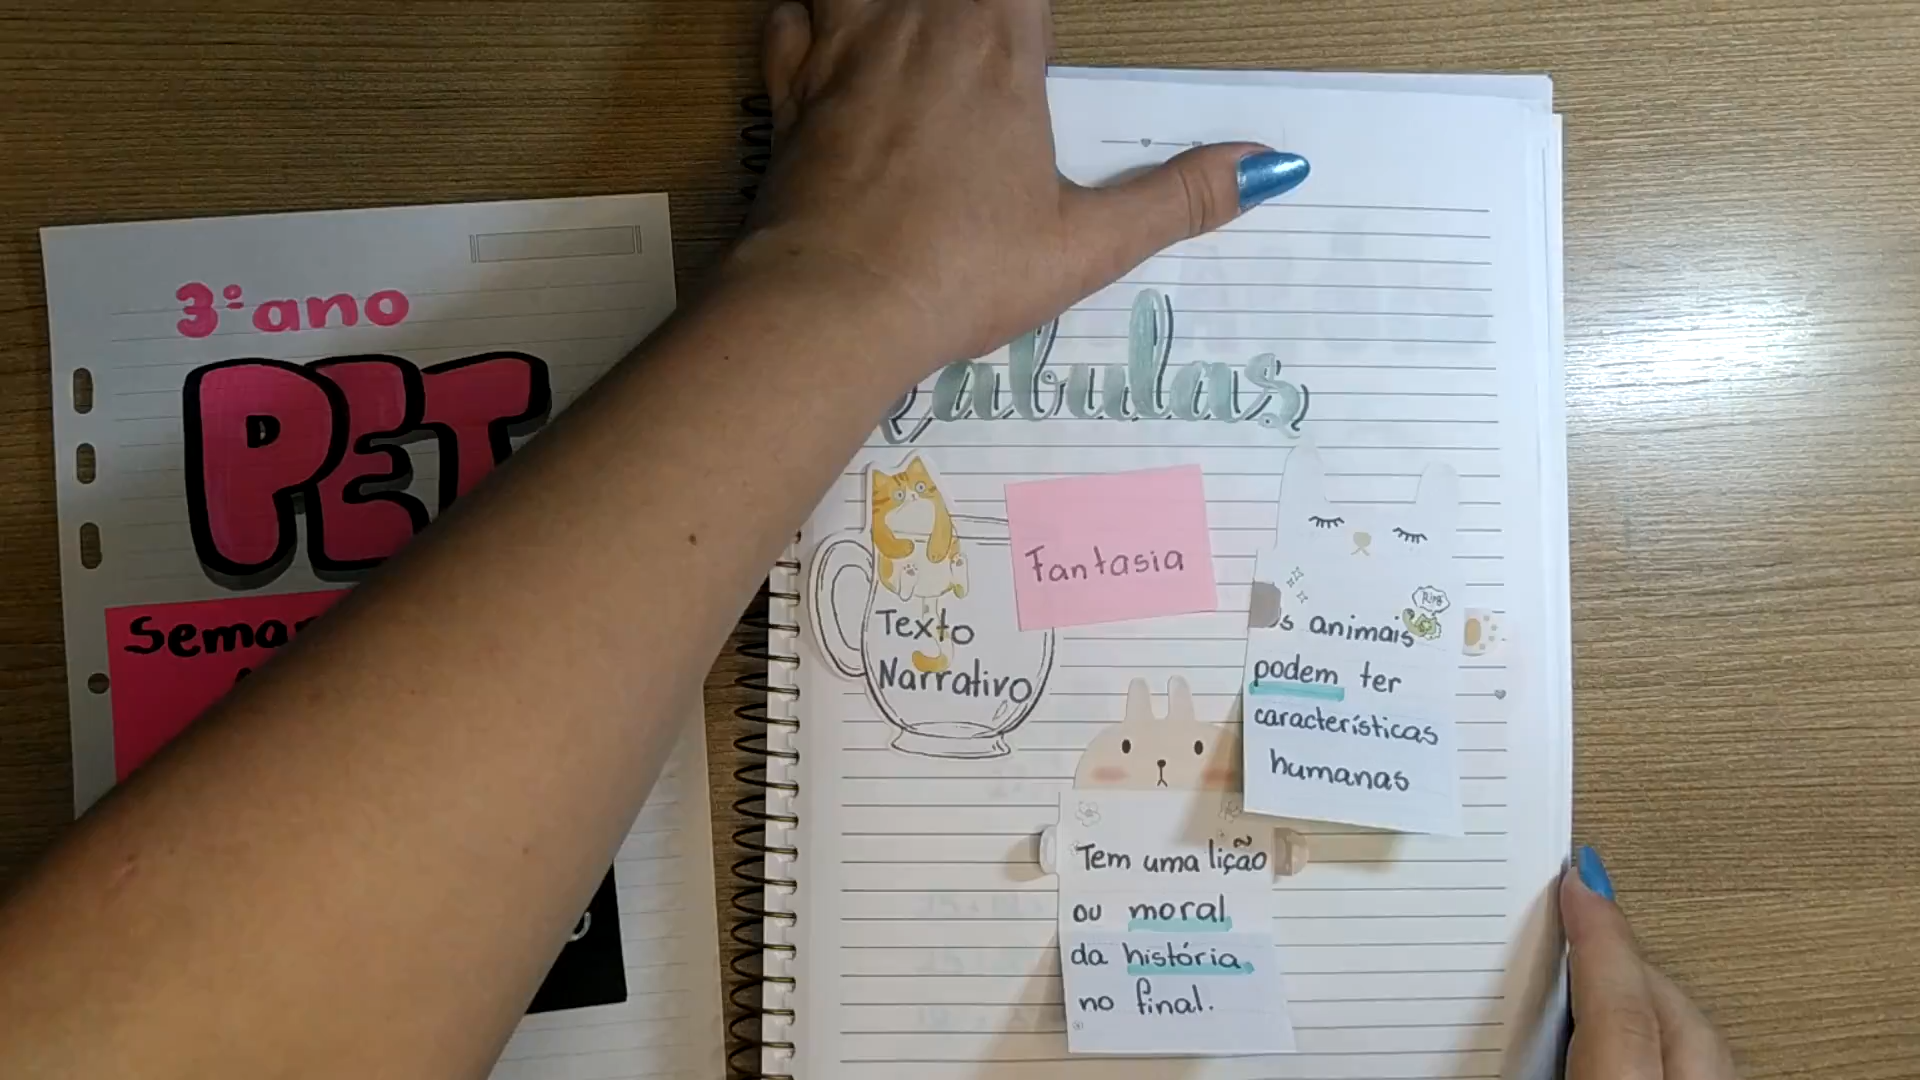 3º ano
PET
Fábulas
Fantasia
Texto
Narrativo
Ring
animais
podem ter
características
humanas
Tem uma lição
ou moral
da história
no final.